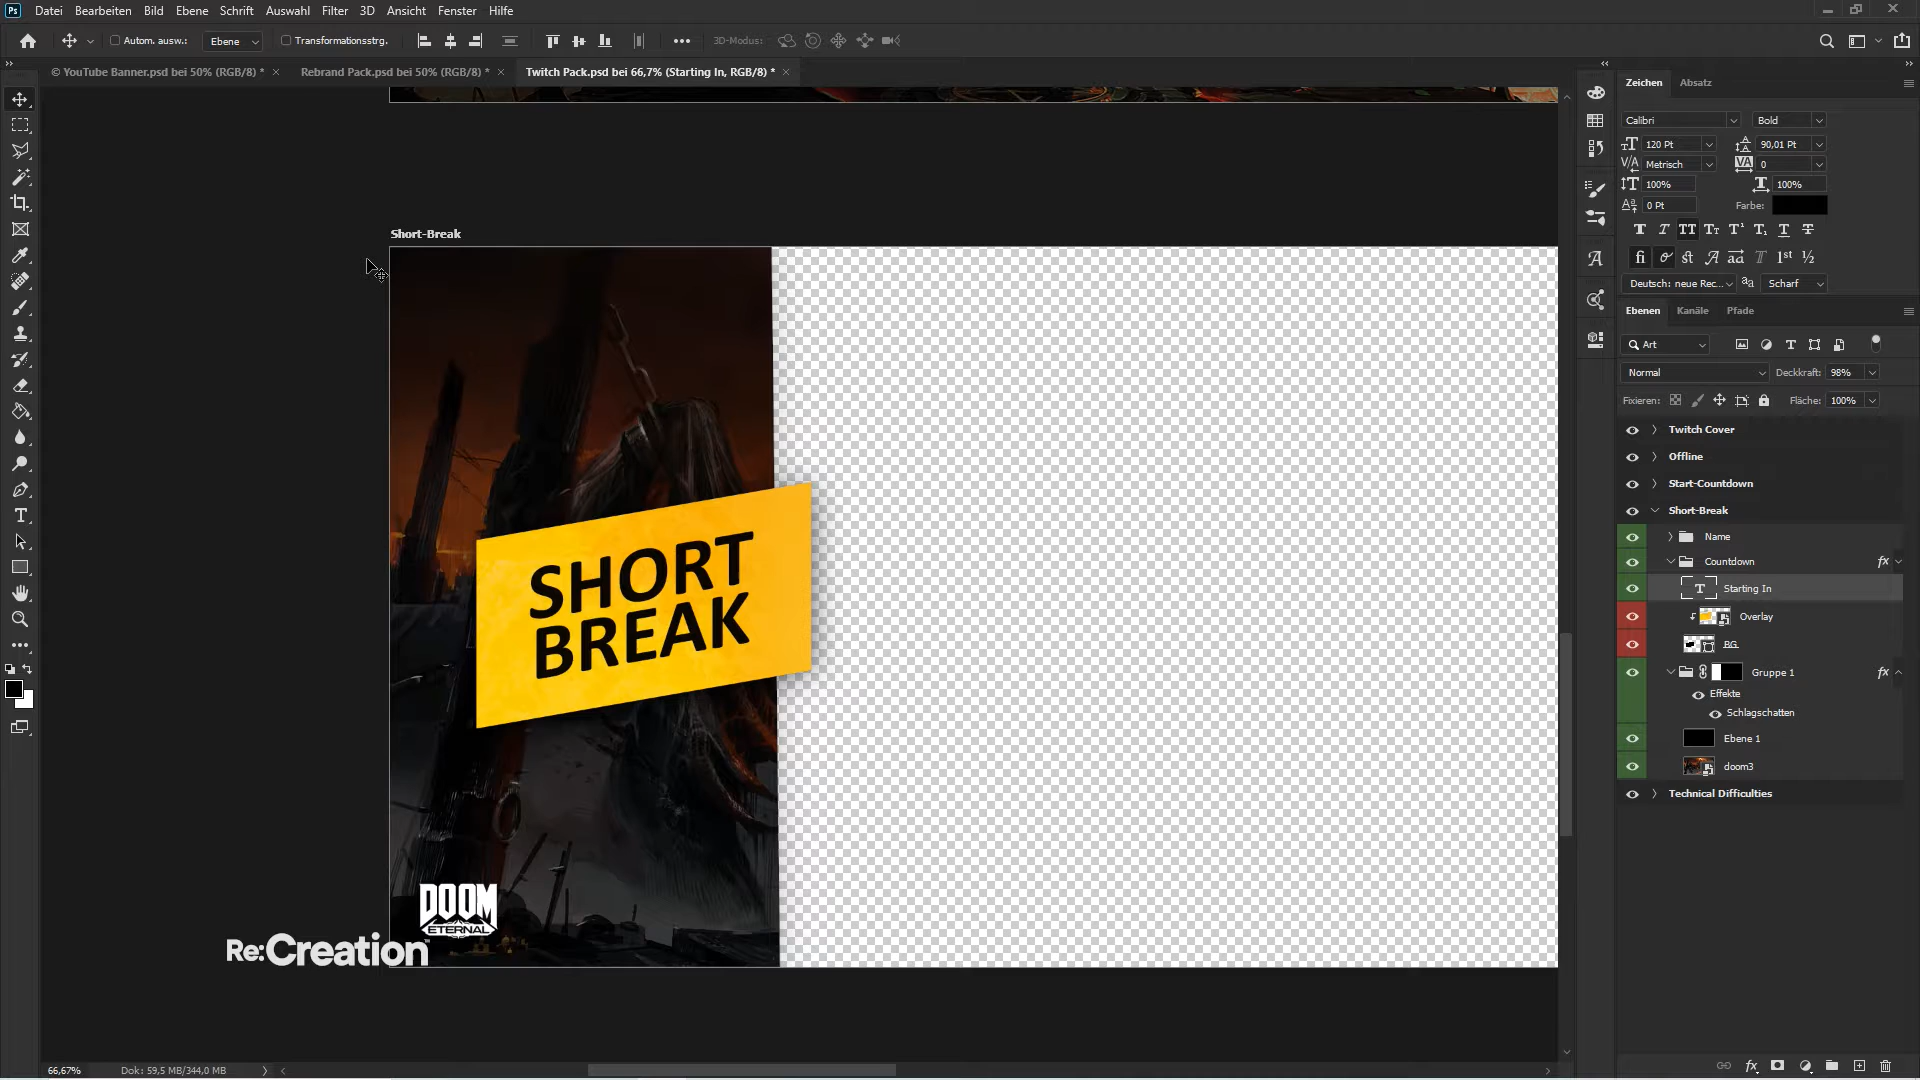 Datei Bearbeiten Bild Ebene Schrift Auswahl Filter 3D Ansicht Fenster Hilfe
Autom. ausw.: Ebene Transformationsstrg. ••• 3D-Modus:
© YouTube Banner.psd bei 50% (RGB/8) * × Rebrand Pack.psd bei 50% (RGB/8) * × Twitch Pack.psd bei 66,7% (Starting In, RGB/8) * ×
Short-Break
SHORT
BREAK
DOOM
ETERNAL
Re:Creation
66,67% Dok: 59,5 MB/344,0 MB
Zeichen Absatz
Calibri Bold
120 Pt 90,01 Pt
Metrisch 0
100% 100%
0 Pt Farbe:
Deutsch: neue Rec... Scharf
Ebenen Kanäle Pfade
Art
Normal Deckkraft: 98%
Fixieren: Fläche: 100%
Twitch Cover
Offline
Start-Countdown
Short-Break
Name
Countdown fx
Starting In
Overlay
BG
Gruppe 1 fx
Effekte
Schlagschatten
Ebene 1
doom3
Technical Difficulties